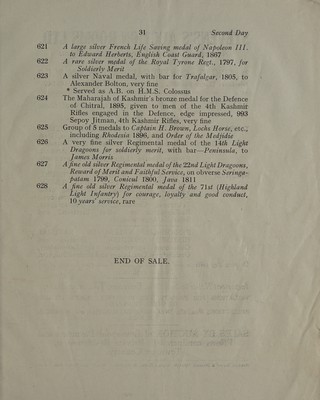 31
Second Day
621 A large silver French Life Saving medal of Napoleon III.
to Edward Herberts, English Coast Guard, 1867
622 A rare silver medal of the Royal Tyrone Regt., 1797, for
Soldierly Merit
623 A silver Naval medal, with bar for Trafalgar, 1805, to
Alexander Bolton, very fine
* Served as A.B. on H.M.S. Colossus
624 The Maharajah of Kashmir's bronze medal for the Defence
of Chitral, 1895, given to men of the 4th Kashmir
Rifles engaged in the Defence, edge impressed, 993
Sepoy Jitman, 4th Kashmir Rifles, very fine
625 Group of 5 medals to Captain H. Brown, Lochs Horse, etc.,
including Rhodesia 1896, and Order of the Medjidie
626 A very fine silver Regimental medal of the 14th Light
Dragoons for soldierly merit, with bar—Peninsula, to
James Morris
627 A fine old silver Regimental medal of the 22nd Light Dragoons,
Reward of Merit and Faithful Service, on obverse Seringa-
patam 1799, Conicul 1800, Java 1811
628 A fine old silver Regimental medal of the 71st (Highland
Light Infantry) for courage, loyalty and good conduct,
10 years' service, rare
END OF SALE.